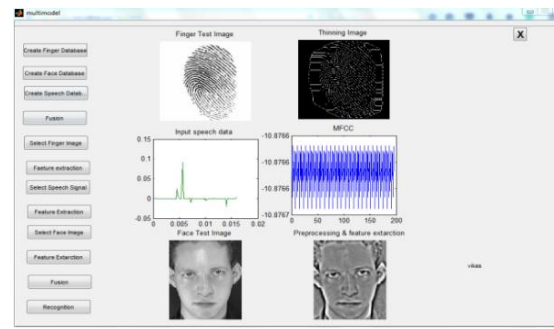 multimodel
Create Finger Database
Create Face Database
Create Speech Datab...
Fusion
Select Finger Image
Feature extraction
Select Speech Signal
Feature Extraction
Select Face Image
Feature Extarction
Fusion
Recognition
Finger Test Image
Thinning Image
X
Input speech data
0.15
0.1
0.05
0
-0.05
0 0.005 0.01 0.015 0.02
MFCC
-10.8766
-10.8766
-10.8766
-10.8767
0 50 100 150 200
Face Test Image
Preprocessing & feature extarction
vikas